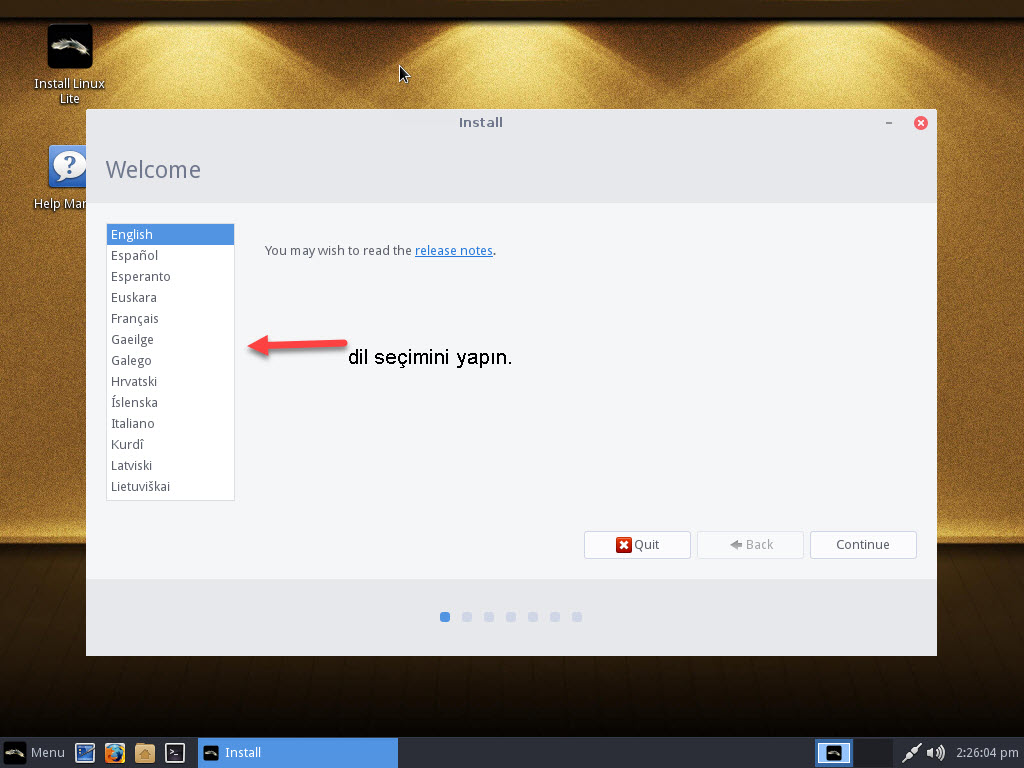 Install Linux
Lite
Install
Welcome
Help Man
English
Español
Esperanto
Euskara
Français
Gaeilge
Galego
Hrvatski
Íslenska
Italiano
Kurdî
Latviski
Lietuviškai
You may wish to read the release notes.
dil seçimini yapın.
Quit
Back
Continue
Menu
Install
2:26:04 pm